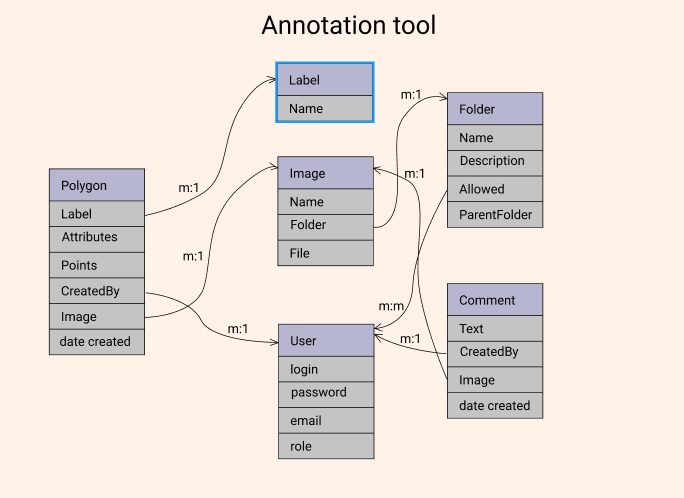 Annotation tool
Label
Name
m:1
Folder
Name
Description
Allowed
ParentFolder
Polygon
Label
Attributes
Points
CreatedBy
Image
date created
m:1
m:1
m:1
Image
Name
Folder
File
m:1
m:m
m:1
User
login
password
email
role
Comment
Text
CreatedBy
Image
date created